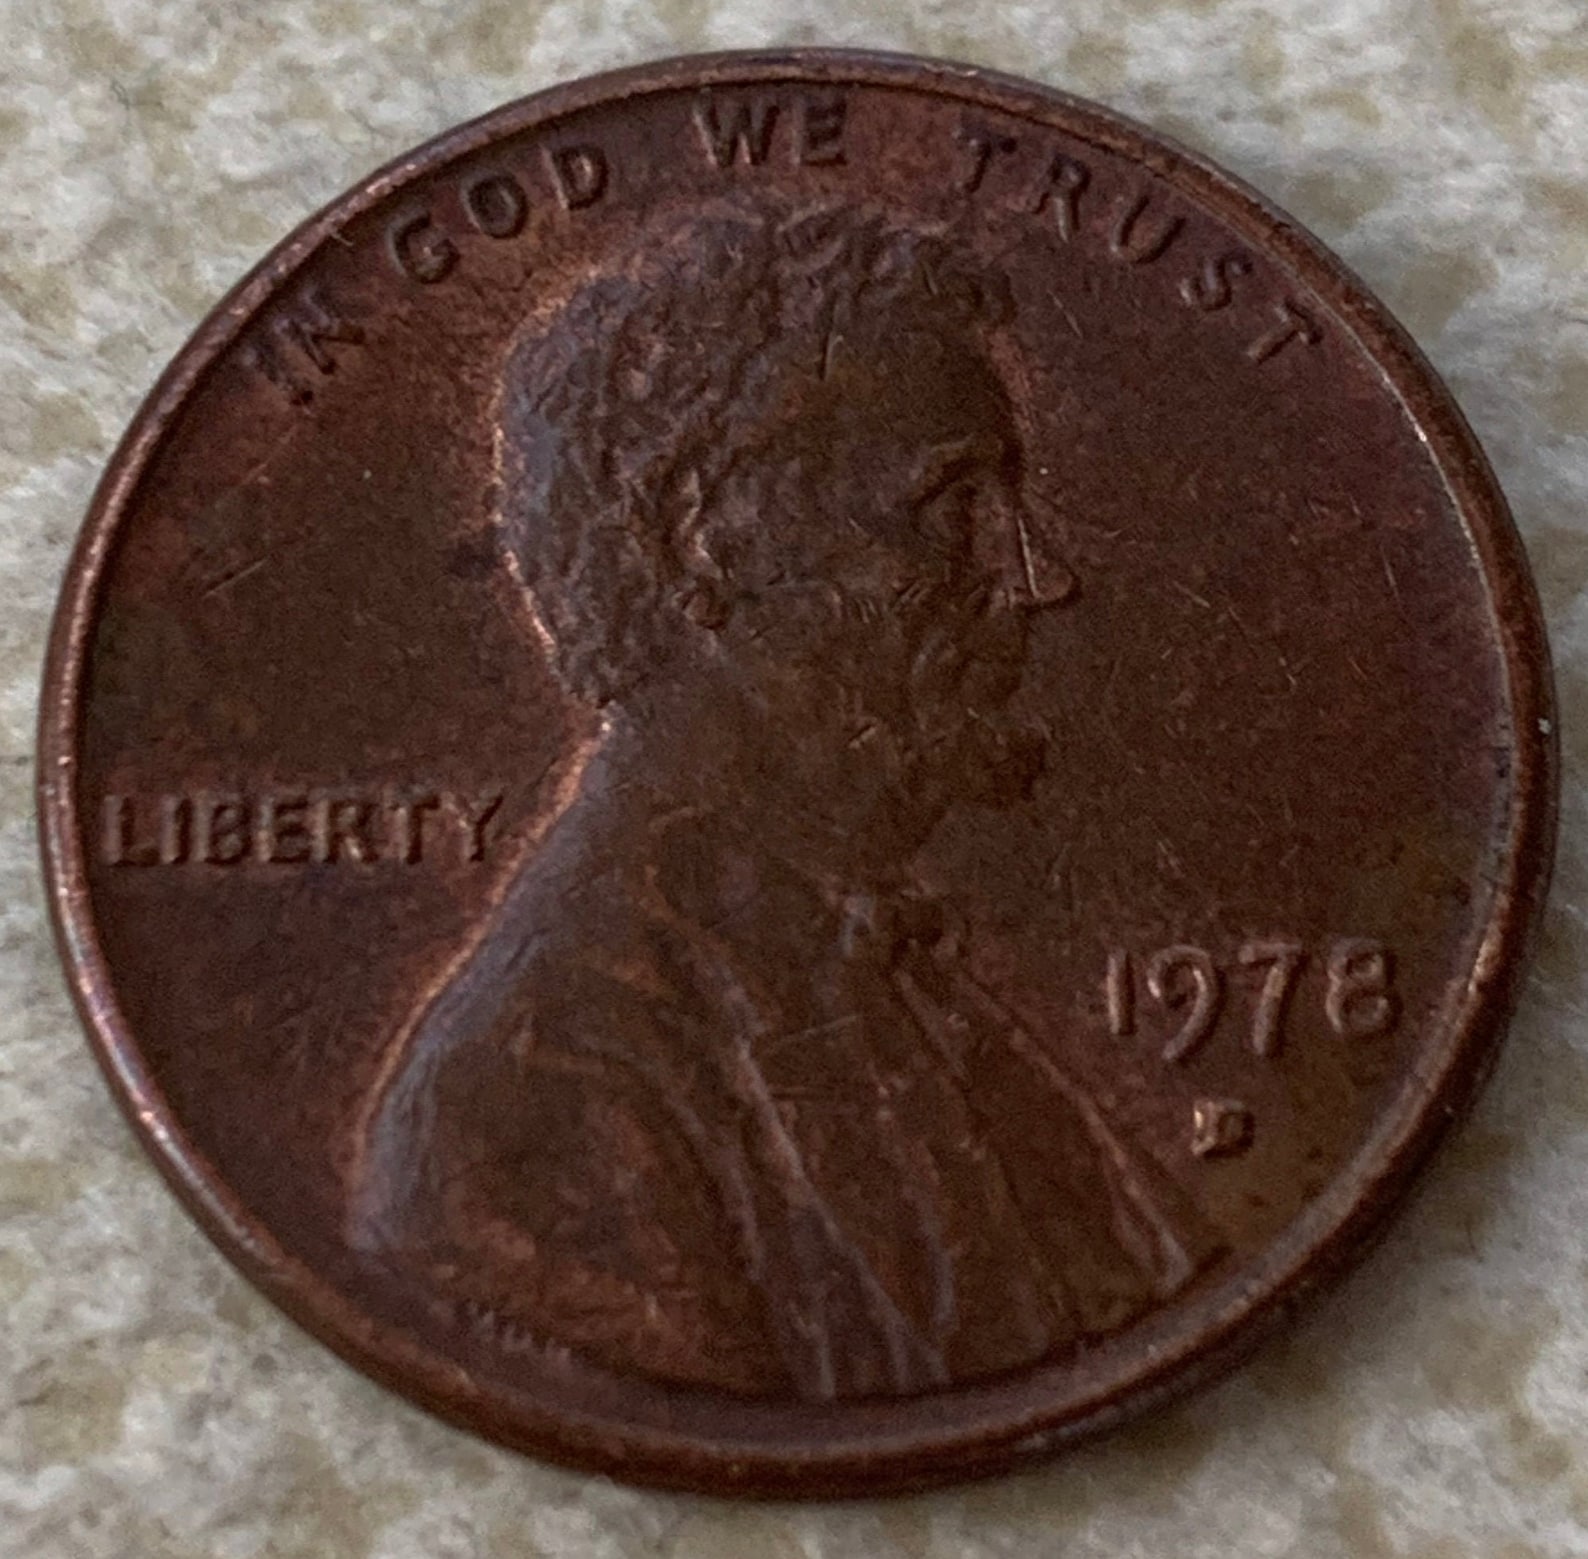 IN GOD WE TRUST
LIBERTY
1978
D